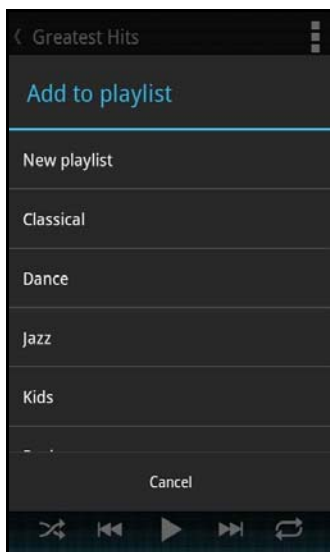 Greatest Hits
Add to playlist
New playlist
Classical
Dance
Jazz
Kids
Cancel